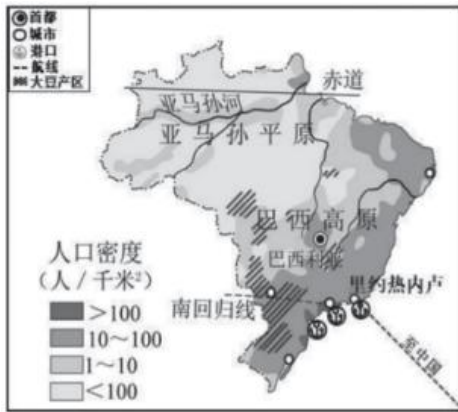 首都
城市
港口
航线
大豆产区
赤道
亚马孙河
亚马孙平原
巴西高原
巴西利亚
里约热内卢
南回归线
至中国
人口密度
(人/千米²)
>100
10～100
1～10
<100